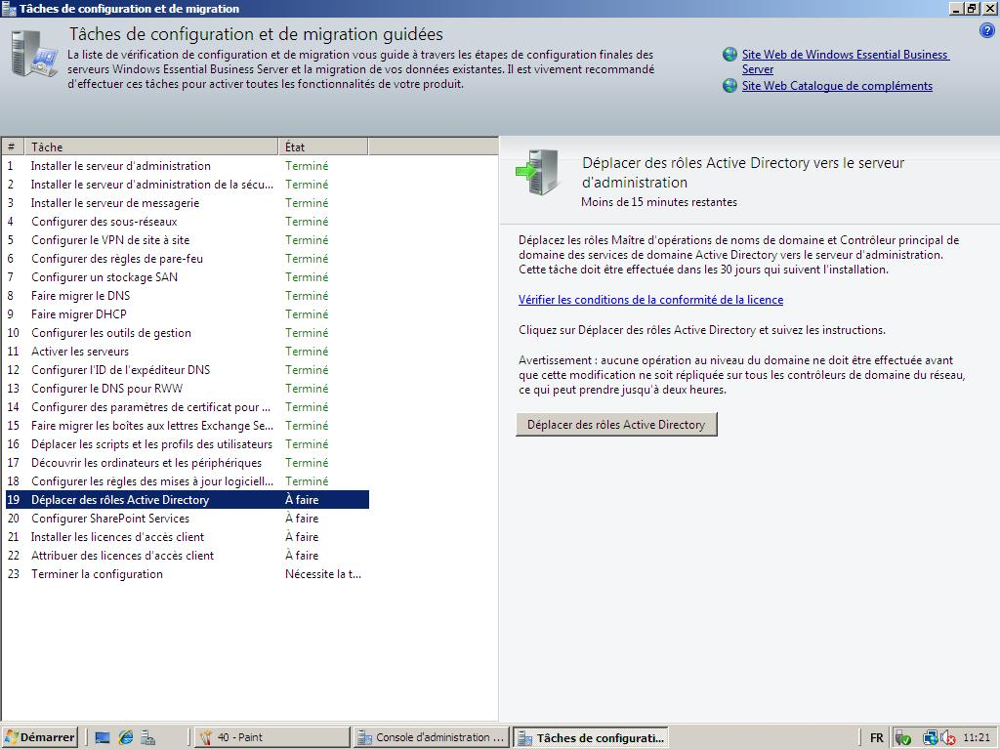 Tâches de configuration et de migration
Tâches de configuration et de migration guidées
La liste de vérification de configuration et de migration vous guide à travers les étapes de configuration finales des
serveurs Windows Essential Business Server et la migration de vos données existantes. Il est vivement recommandé
d'effectuer ces tâches pour activer toutes les fonctionnalités de votre produit.
Site Web de Windows Essential Business
Server
Site Web Catalogue de compléments
# Tâche État
1 Installer le serveur d'administration Terminé
2 Installer le serveur d'administration de la sécu... Terminé
3 Installer le serveur de messagerie Terminé
4 Configurer des sous-réseaux Terminé
5 Configurer le VPN de site à site Terminé
6 Configurer des règles de pare-feu Terminé
7 Configurer un stockage SAN Terminé
8 Faire migrer le DNS Terminé
9 Faire migrer DHCP Terminé
10 Configurer les outils de gestion Terminé
11 Activer les serveurs Terminé
12 Configurer l'ID de l'expéditeur DNS Terminé
13 Configurer le DNS pour RWW Terminé
14 Configurer des paramètres de certificat pour ... Terminé
15 Faire migrer les boîtes aux lettres Exchange Se... Terminé
16 Déplacer les scripts et les profils des utilisateurs Terminé
17 Découvrir les ordinateurs et les périphériques Terminé
18 Configurer les règles des mises à jour logiciell... Terminé
19 Déplacer des rôles Active Directory À faire
20 Configurer SharePoint Services À faire
21 Installer les licences d'accès client À faire
22 Attribuer des licences d'accès client À faire
23 Terminer la configuration Nécessite la t...
Déplacer des rôles Active Directory vers le serveur
d'administration
Moins de 15 minutes restantes
Déplacez les rôles Maître d'opérations de noms de domaine et Contrôleur principal de
domaine des services de domaine Active Directory vers le serveur d'administration.
Cette tâche doit être effectuée dans les 30 jours qui suivent l'installation.
Vérifier les conditions de la conformité de la licence
Cliquez sur Déplacer des rôles Active Directory et suivez les instructions.
Avertissement : aucune opération au niveau du domaine ne doit être effectuée avant
que cette modification ne soit répliquée sur tous les contrôleurs de domaine du réseau,
ce qui peut prendre jusqu'à deux heures.
Déplacer des rôles Active Directory
Démarrer
40 - Paint
Console d'administration ...
Tâches de configurati...
FR
11:21